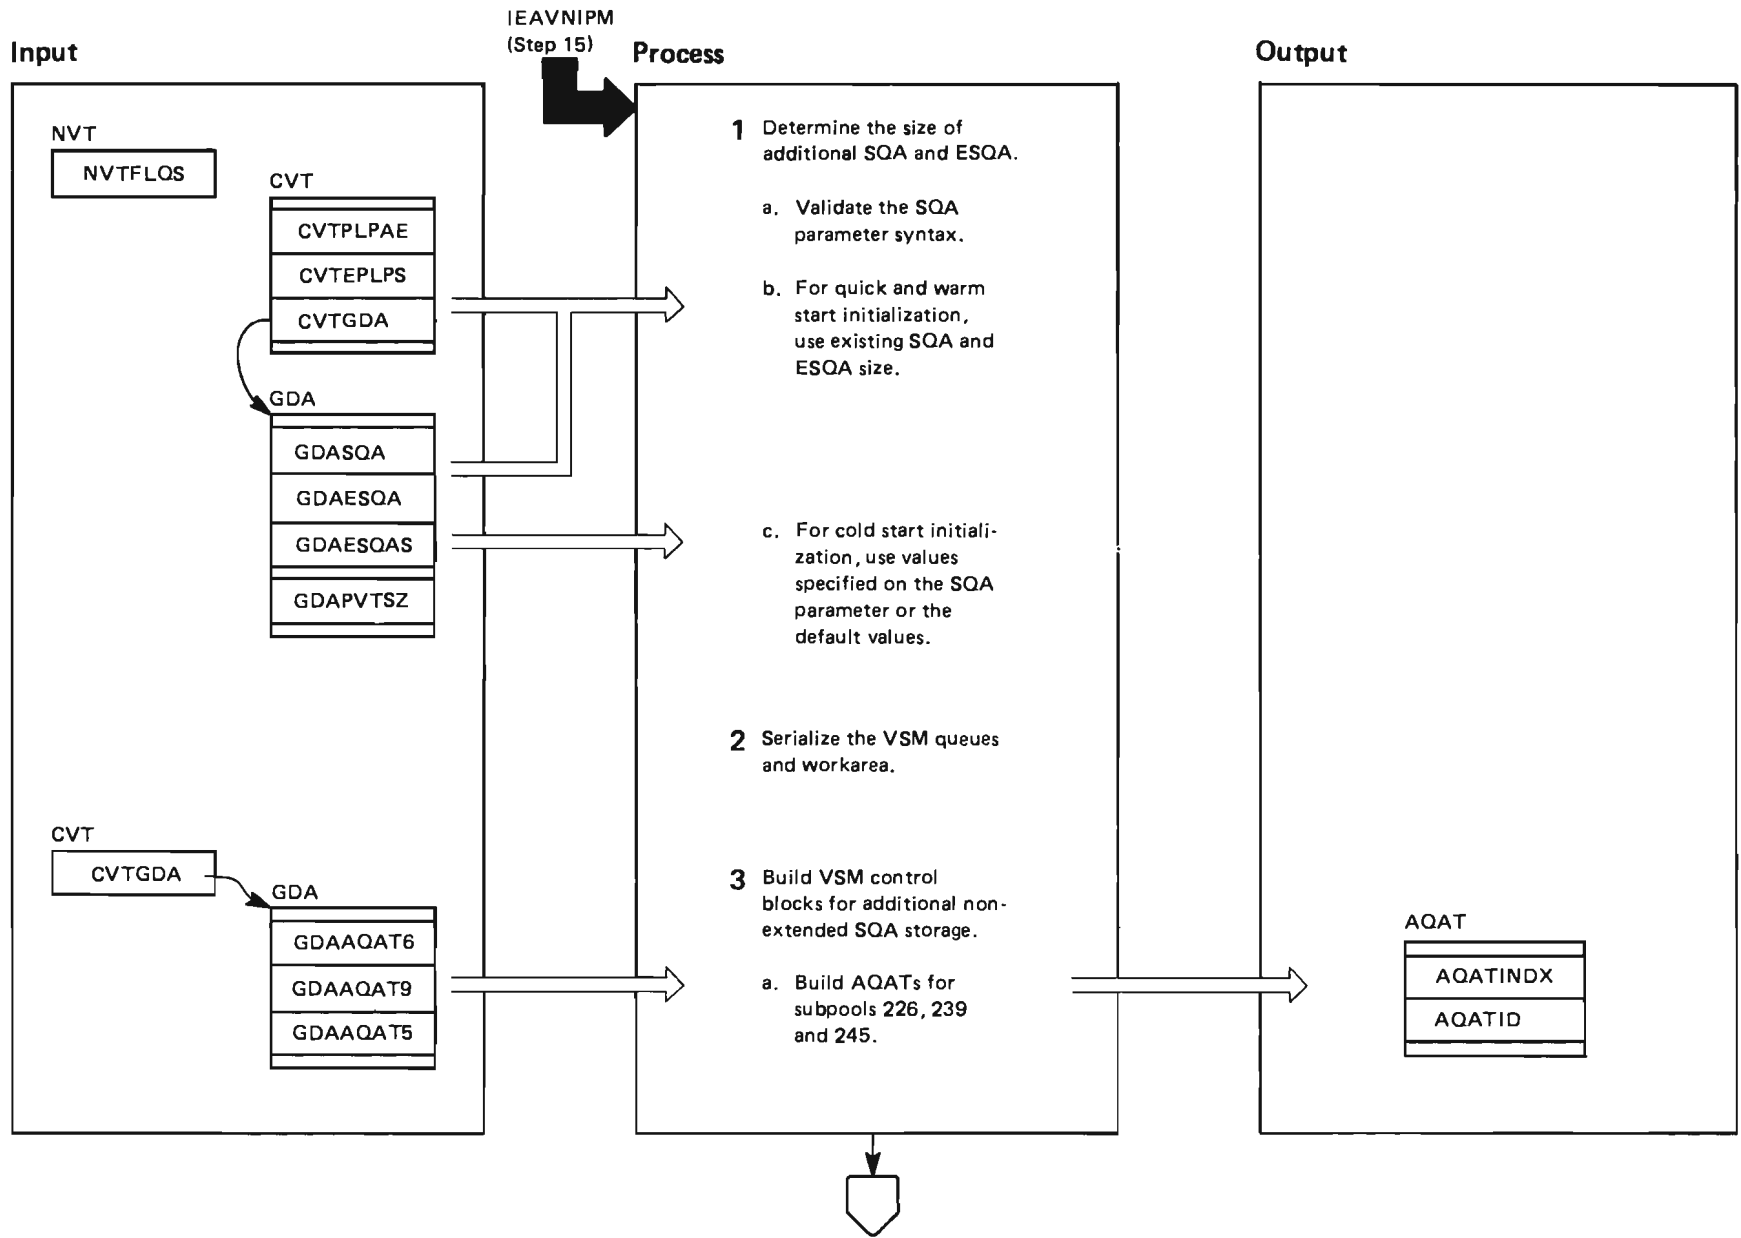 IEAVNIPM
(Step 15)
Input
Process
Output
NVT
NVTFLQS
CVT
CVTPLPAE
CVTEPLPS
CVTGDA
GDA
GDASQA
GDAESQA
GDAESQAS
GDAPVTSZ
CVT
CVTGDA
GDA
GDAAQAT6
GDAAQAT9
GDAAQAT5
1 Determine the size of
additional SQA and ESQA.
a. Validate the SQA
parameter syntax.
b. For quick and warm
start initialization,
use existing SQA and
ESQA size.
c. For cold start initiali-
zation, use values
specified on the SQA
parameter or the
default values.
2 Serialize the VSM queues
and workarea.
3 Build VSM control
blocks for additional non-
extended SQA storage.
a. Build AQATs for
subpools 226, 239
and 245.
AQAT
AQATINDX
AQATID